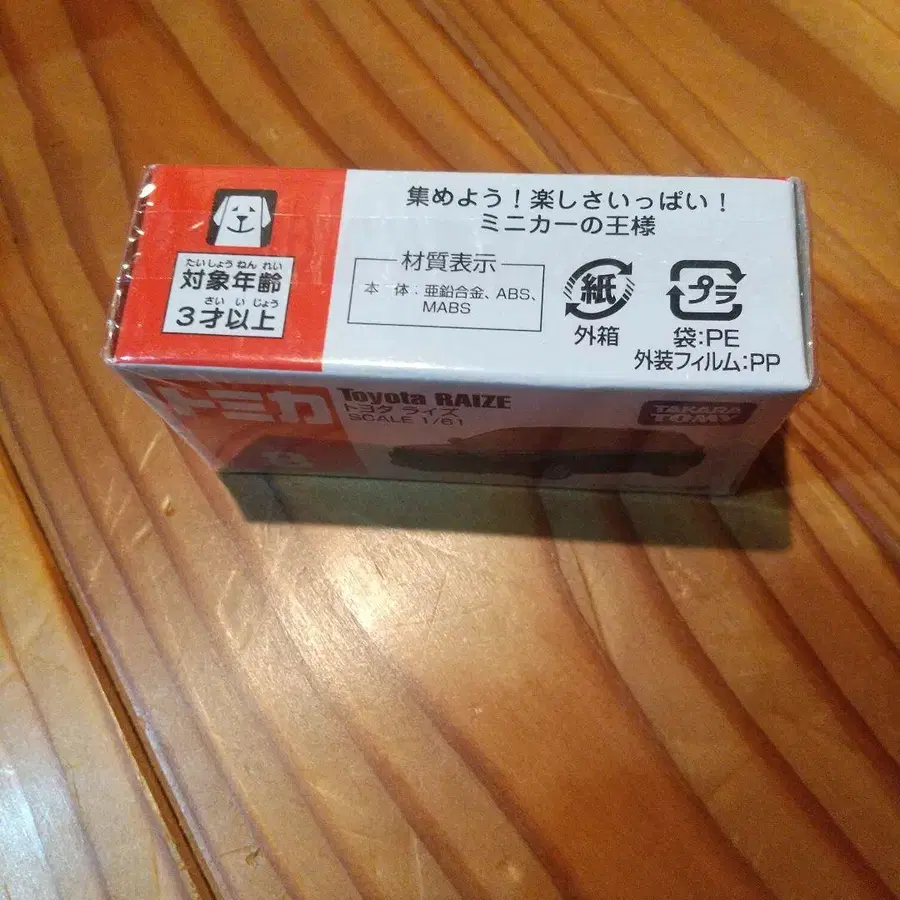 たいしょう ねん れい
対象年齢
さい い じょう
3才以上
集めよう！楽しさいっぱい！
ミニカーの王様
材質表示
本 体：亜鉛合金、ABS、
MABS
紙
外箱
プラ
袋:PE
外装フィルム:PP
トミカ
Toyota RAIZE
トヨタ ライズ
SCALE 1/61
TAKARA
TOMY